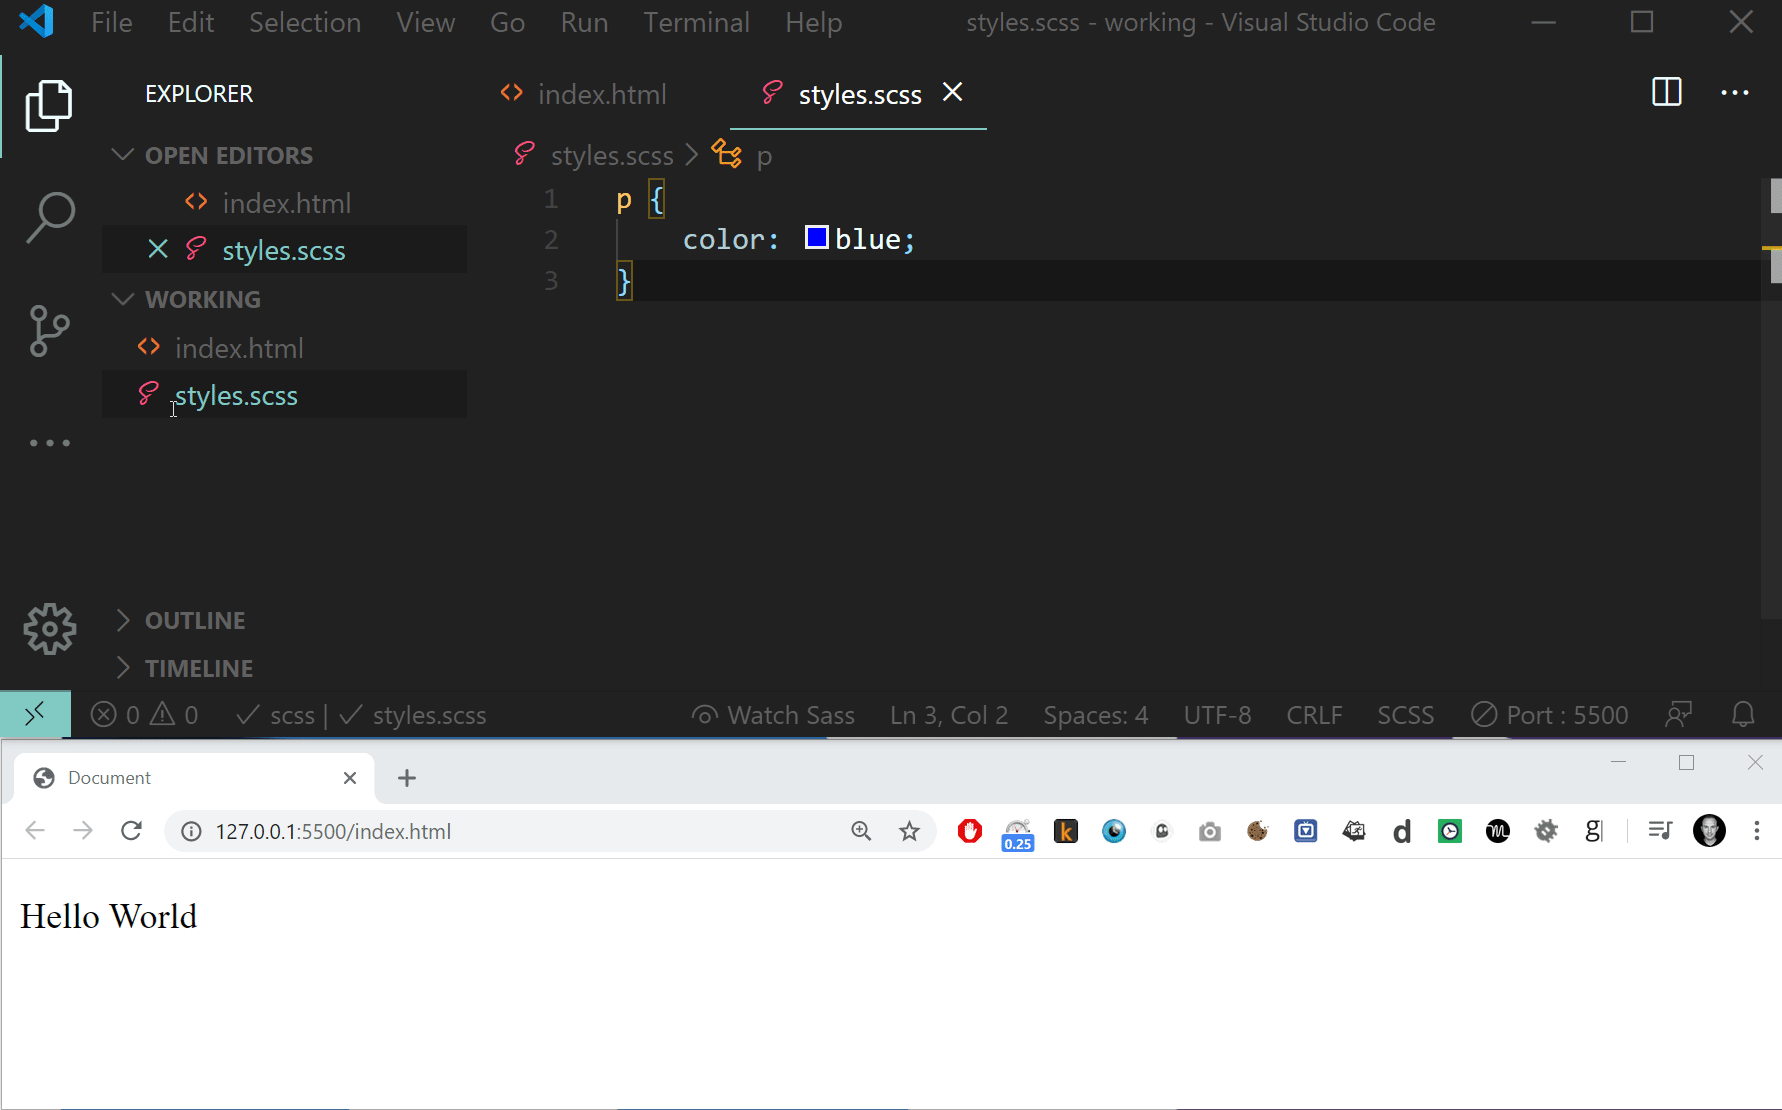 File Edit Selection View Go Run Terminal Help styles.scss - working - Visual Studio Code
EXPLORER
index.html styles.scss
OPEN EDITORS
styles.scss p
index.html
styles.scss
WORKING
index.html
styles.scss
1 p {
2 color: blue;
3 }
OUTLINE
TIMELINE
0 0 scss | styles.scss Watch Sass Ln 3, Col 2 Spaces: 4 UTF-8 CRLF SCSS Port : 5500
Document
127.0.0.1:5500/index.html 0.25 k d g
Hello World